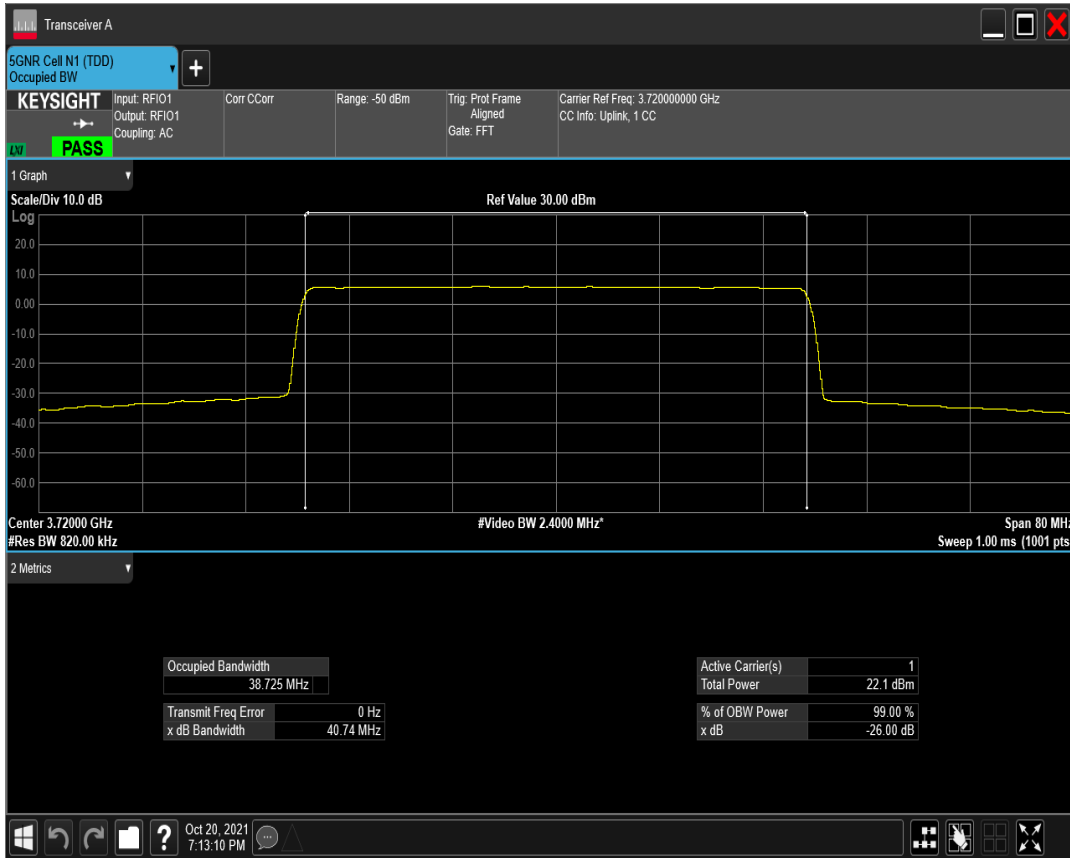 Transceiver A
5GNR Cell N1 (TDD)
Occupied BW
KEYSIGHT
LXI
PASS
Input: RFIO1
Output: RFIO1
Coupling: AC
Corr CCorr
Range: -50 dBm
Trig: Prot Frame
Aligned
Gate: FFT
Carrier Ref Freq: 3.720000000 GHz
CC Info: Uplink, 1 CC
1 Graph
Scale/Div 10.0 dB
Ref Value 30.00 dBm
Log
20.0
10.0
0.00
-10.0
-20.0
-30.0
-40.0
-50.0
-60.0
Center 3.72000 GHz
#Video BW 2.4000 MHz*
Span 80 MHz
#Res BW 820.00 kHz
Sweep 1.00 ms (1001 pts
2 Metrics
Occupied Bandwidth
38.725 MHz
Transmit Freq Error 0 Hz
x dB Bandwidth 40.74 MHz
Active Carrier(s) 1
Total Power 22.1 dBm
% of OBW Power 99.00 %
x dB -26.00 dB
?
Oct 20, 2021
7:13:10 PM